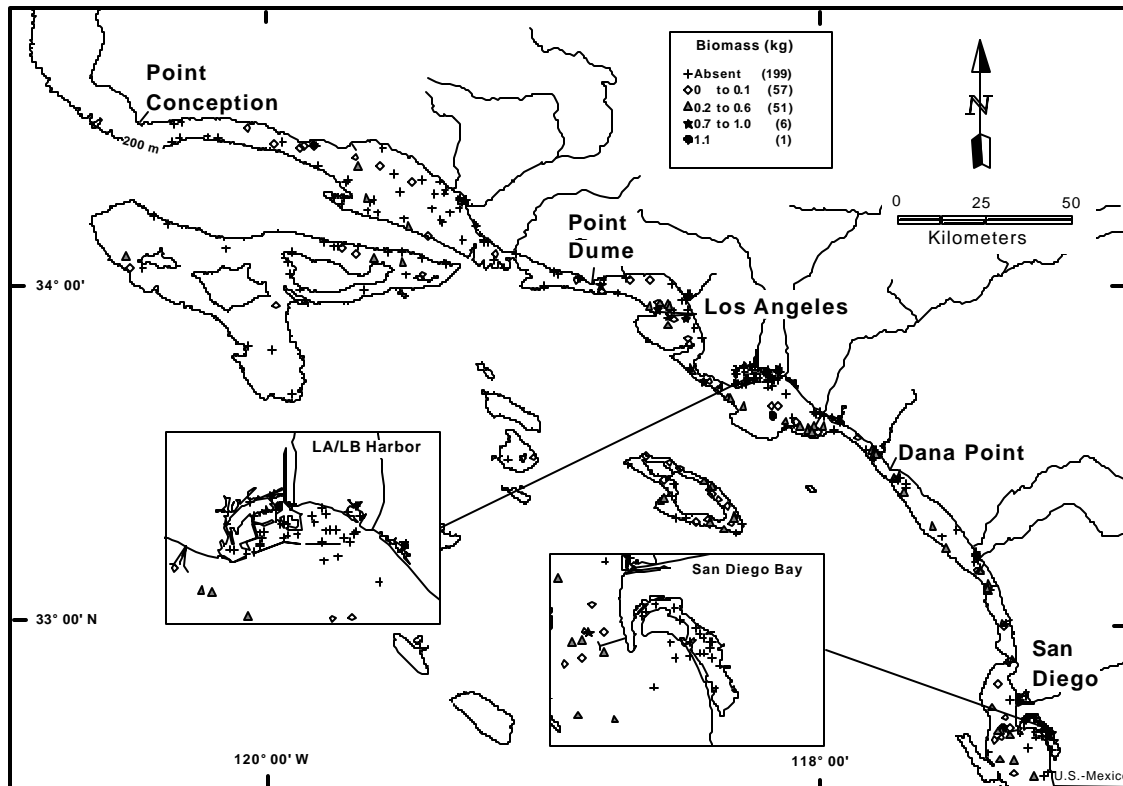 Biomass (kg)
+Absent (199)
0 to 0.1 (57)
0.2 to 0.6 (51)
0.7 to 1.0 (6)
1.1 (1)
N
0 25 50
Kilometers
Point
Conception
200 m
Point
Dume
34° 00'
Los Angeles
LA/LB Harbor
Dana Point
San Diego Bay
33° 00' N
San
Diego
120° 00' W
118° 00'
U.S.-Mexico